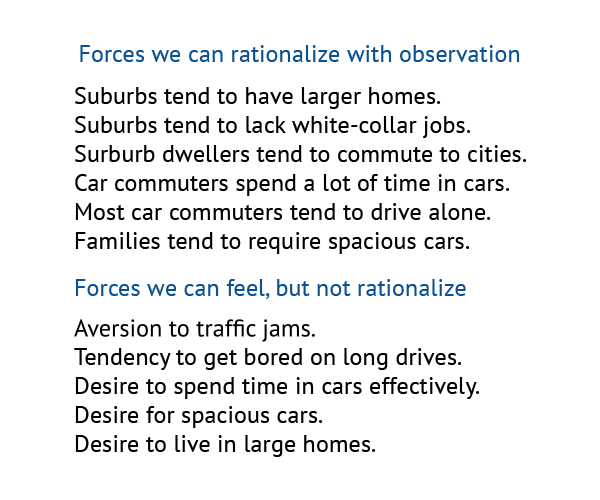 Forces we can rationalize with observation
Suburbs tend to have larger homes.
Suburbs tend to lack white-collar jobs.
Surburb dwellers tend to commute to cities.
Car commuters spend a lot of time in cars.
Most car commuters tend to drive alone.
Families tend to require spacious cars.
Forces we can feel, but not rationalize
Aversion to traffic jams.
Tendency to get bored on long drives.
Desire to spend time in cars effectively.
Desire for spacious cars.
Desire to live in large homes.